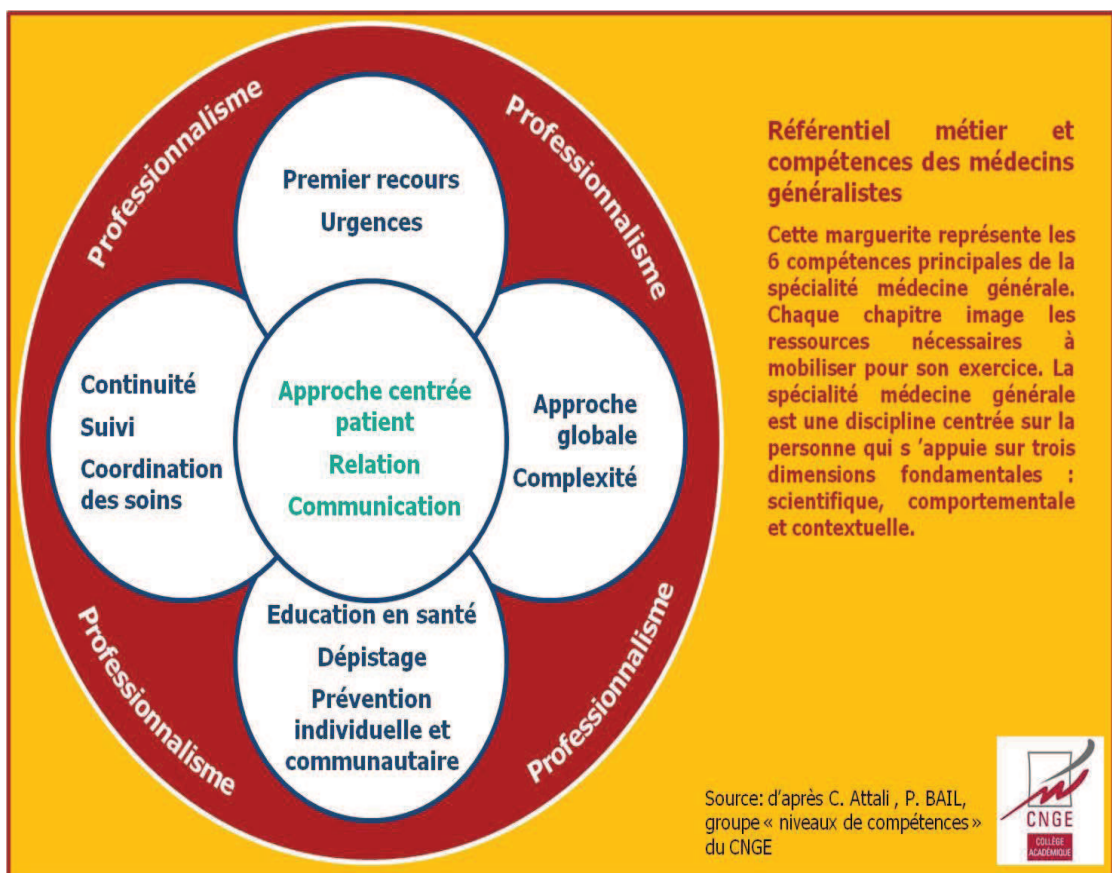 Professionnalisme
Professionnalisme
Premier recours
Urgences
Continuité
Suivi
Coordination
des soins
Approche centrée
patient
Relation
Communication
Approche
globale
Complexité
Education en santé
Dépistage
Prévention
individuelle et
communautaire
Professionnalisme
Professionnalisme
Référentiel métier et
compétences des médecins
généralistes
Cette marguerite représente les
6 compétences principales de la
spécialité médecine générale.
Chaque chapitre image les
ressources nécessaires à
mobiliser pour son exercice. La
spécialité médecine générale
est une discipline centrée sur la
personne qui s ’appuie sur trois
dimensions fondamentales :
scientifique, comportementale
et contextuelle.
Source: d’après C. Attali , P. BAIL,
groupe « niveaux de compétences »
du CNGE
CNGE
COLLÈGE
ACADÉMIQUE